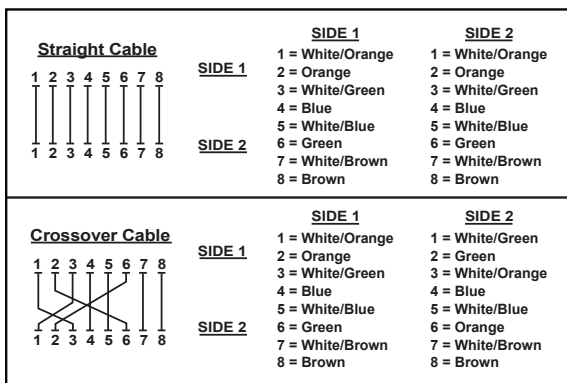 Straight Cable
1 2 3 4 5 6 7 8
1 2 3 4 5 6 7 8
SIDE 1
SIDE 2
SIDE 1
1 = White/Orange
2 = Orange
3 = White/Green
4 = Blue
5 = White/Blue
6 = Green
7 = White/Brown
8 = Brown
SIDE 2
1 = White/Orange
2 = Orange
3 = White/Green
4 = Blue
5 = White/Blue
6 = Green
7 = White/Brown
8 = Brown
Crossover Cable
1 2 3 4 5 6 7 8
1 2 3 4 5 6 7 8
SIDE 1
SIDE 2
SIDE 1
1 = White/Orange
2 = Orange
3 = White/Green
4 = Blue
5 = White/Blue
6 = Green
7 = White/Brown
8 = Brown
SIDE 2
1 = White/Green
2 = Green
3 = White/Orange
4 = Blue
5 = White/Blue
6 = Orange
7 = White/Brown
8 = Brown